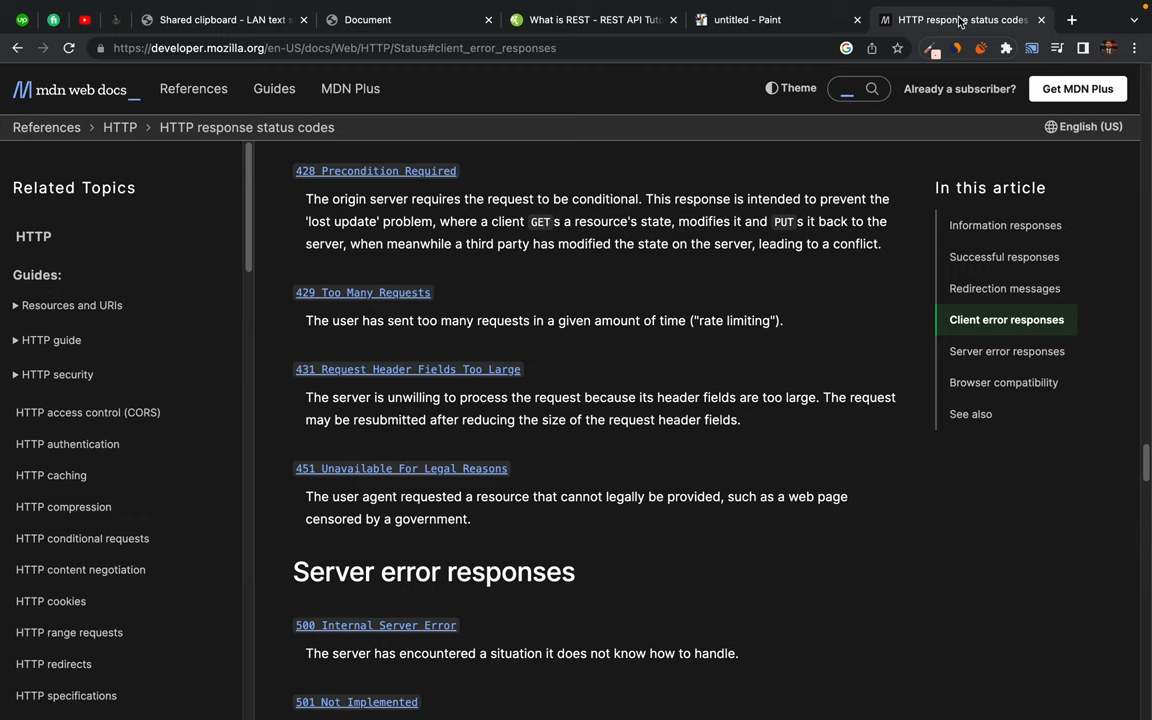 Shared clipboard - LAN text s
Document
What is REST - REST API Tuto
untitled - Paint
HTTP response status codes
https://developer.mozilla.org/en-US/docs/Web/HTTP/Status#client_error_responses
mdn web docs_
References
Guides
MDN Plus
Theme
Already a subscriber?
Get MDN Plus
References > HTTP > HTTP response status codes
English (US)
Related Topics
HTTP
Guides:
Resources and URIs
HTTP guide
HTTP security
HTTP access control (CORS)
HTTP authentication
HTTP caching
HTTP compression
HTTP conditional requests
HTTP content negotiation
HTTP cookies
HTTP range requests
HTTP redirects
HTTP specifications
428 Precondition Required
The origin server requires the request to be conditional. This response is intended to prevent the
'lost update' problem, where a client GETs a resource's state, modifies it and PUTs it back to the
server, when meanwhile a third party has modified the state on the server, leading to a conflict.
429 Too Many Requests
The user has sent too many requests in a given amount of time ("rate limiting").
431 Request Header Fields Too Large
The server is unwilling to process the request because its header fields are too large. The request
may be resubmitted after reducing the size of the request header fields.
451 Unavailable For Legal Reasons
The user agent requested a resource that cannot legally be provided, such as a web page
censored by a government.
Server error responses
500 Internal Server Error
The server has encountered a situation it does not know how to handle.
501 Not Implemented
In this article
Information responses
Successful responses
Redirection messages
Client error responses
Server error responses
Browser compatibility
See also